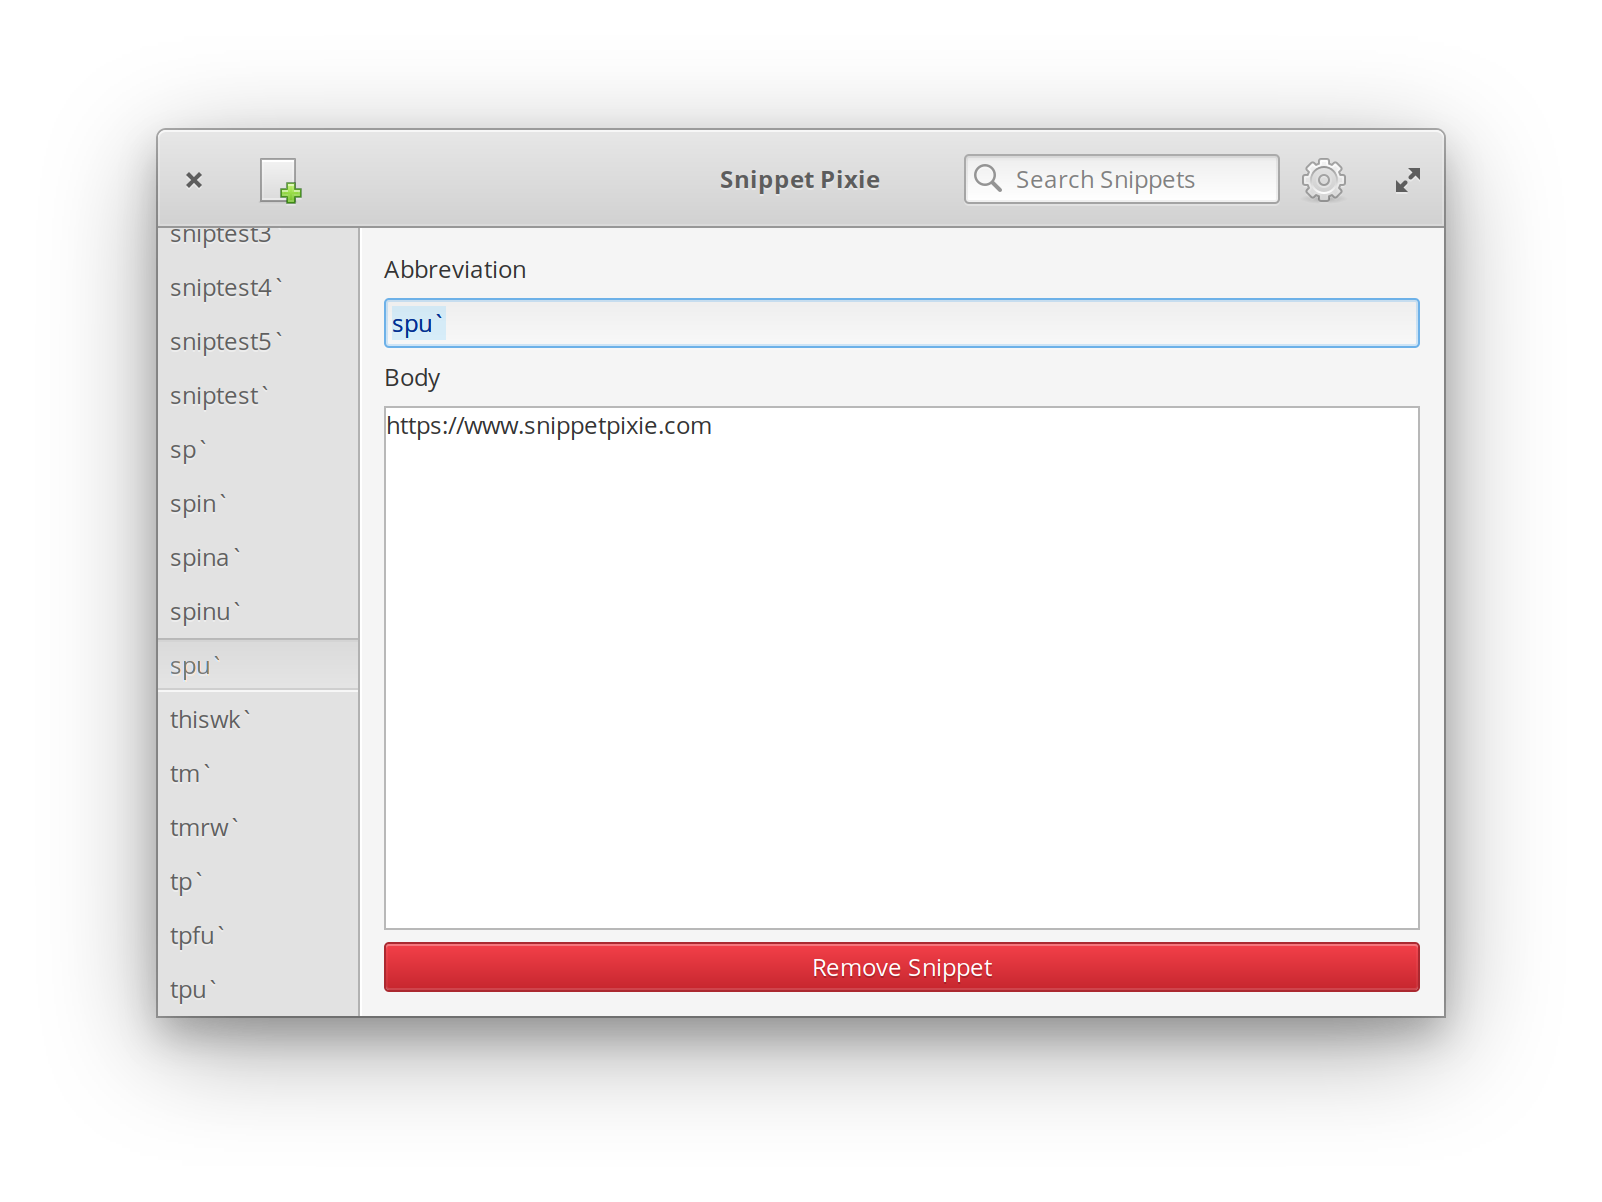 Snippet Pixie
Search Snippets
sniptest3
sniptest4`
sniptest5`
sniptest`
sp`
spin`
spina`
spinu`
spu`
thiswk`
tm`
tmrw`
tp`
tpfu`
tpu`
Abbreviation
spu`
Body
https://www.snippetpixie.com
Remove Snippet